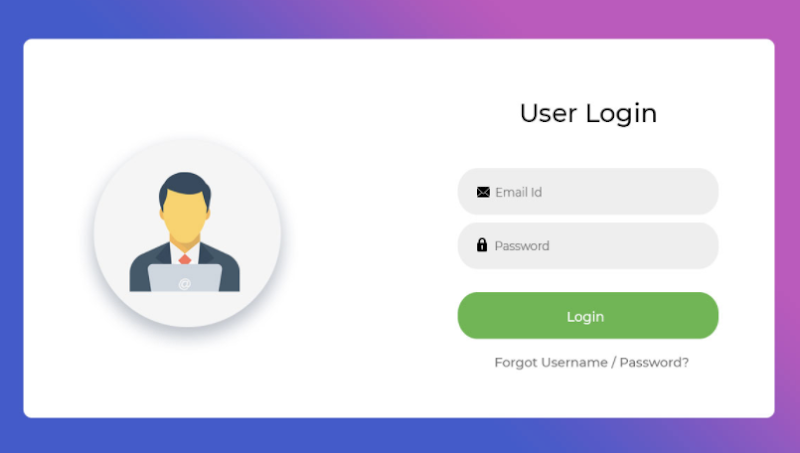 User Login
Email Id
Password
@
Login
Forgot Username / Password?